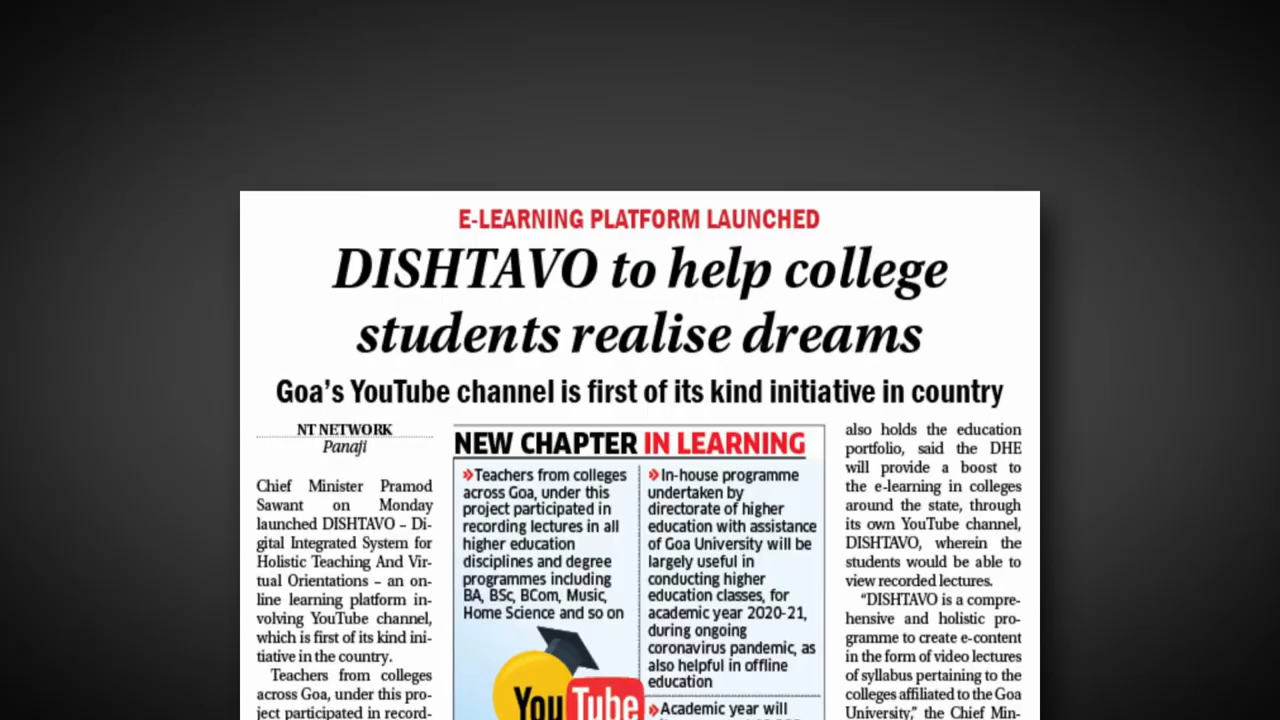 E-LEARNING PLATFORM LAUNCHED
DISHTAVO to help college
students realise dreams
Goa's YouTube channel is first of its kind initiative in country
NT NETWORK
Panaji
Chief Minister Pramod
Sawant on Monday
launched DISHTAVO – Di-
gital Integrated System for
Holistic Teaching And Vir-
tual Orientations – an on-
line learning platform in-
volving YouTube channel,
which is first of its kind ini-
tiative in the country.
Teachers from colleges
across Goa, under this pro-
ject participated in record-
NEW CHAPTER IN LEARNING
»Teachers from colleges
across Goa, under this
project participated in
recording lectures in all
higher education
disciplines and degree
programmes including
BA, BSc, BCom, Music,
Home Science and so on
YouTube
»In-house programme
undertaken by
directorate of higher
education with assistance
of Goa University will be
largely useful in
conducting higher
education classes, for
academic year 2020-21,
during ongoing
coronavirus pandemic, as
also helpful in offline
education
»Academic year will
also holds the education
portfolio, said the DHE
will provide a boost to
the e-learning in colleges
around the state, through
its own YouTube channel,
DISHTAVO, wherein the
students would be able to
view recorded lectures.
“DISHTAVO is a compre-
hensive and holistic pro-
gramme to create e-content
in the form of video lectures
of syllabus pertaining to the
colleges affiliated to the Goa
University,” the Chief Min-